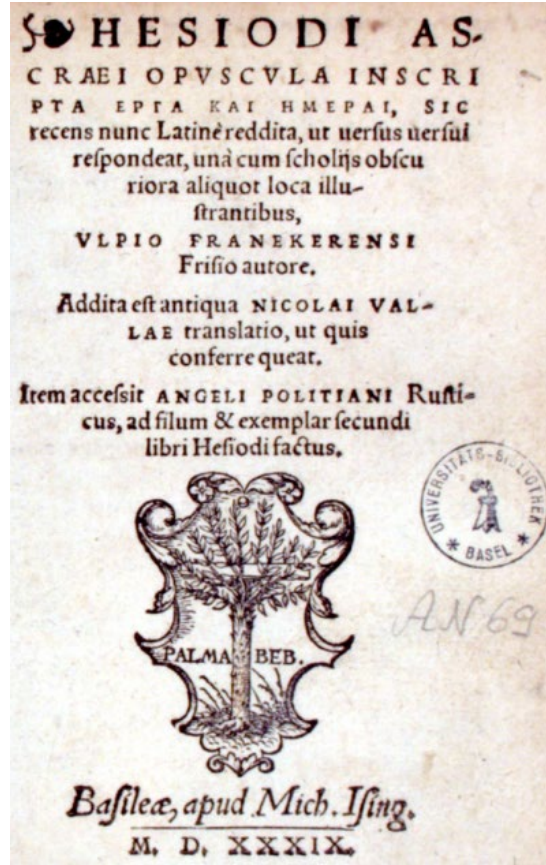 HESIODI AS-
CRAEI OPVSCVLA INSCRI
PTA ΕΡΓΑ ΚΑΙ ΗΜΕΡΑΙ, SIC
recens nunc Latinè reddita, ut uersus uersui
respondeat, unà cum scholijs obscu
riora aliquot loca illu-
strantibus,
VLPIO FRANEKERENSI
Frisio autore.
Addita est antiqua NICOLAI VAL-
LAE translatio, ut quis
conferre queat.
Item accessit ANGELI POLITIANI Rusti-
cus, ad filum & exemplar secundi
libri Hesiodi factus.
UNIVERSITÄTS-BIBLIOTHEK
* BASEL *
AN 69
PALMA BEB.
Basileæ, apud Mich. Ising.
M. D. XXXIX.